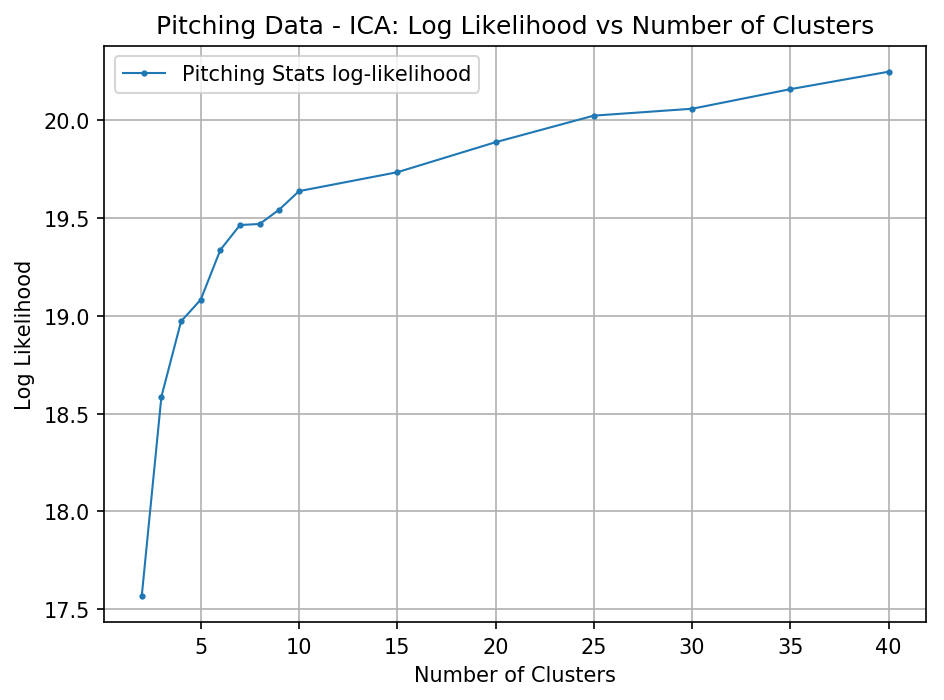 Pitching Data - ICA: Log Likelihood vs Number of Clusters
Pitching Stats log-likelihood
Log Likelihood
20.0
19.5
19.0
18.5
18.0
17.5
5 10 15 20 25 30 35 40
Number of Clusters